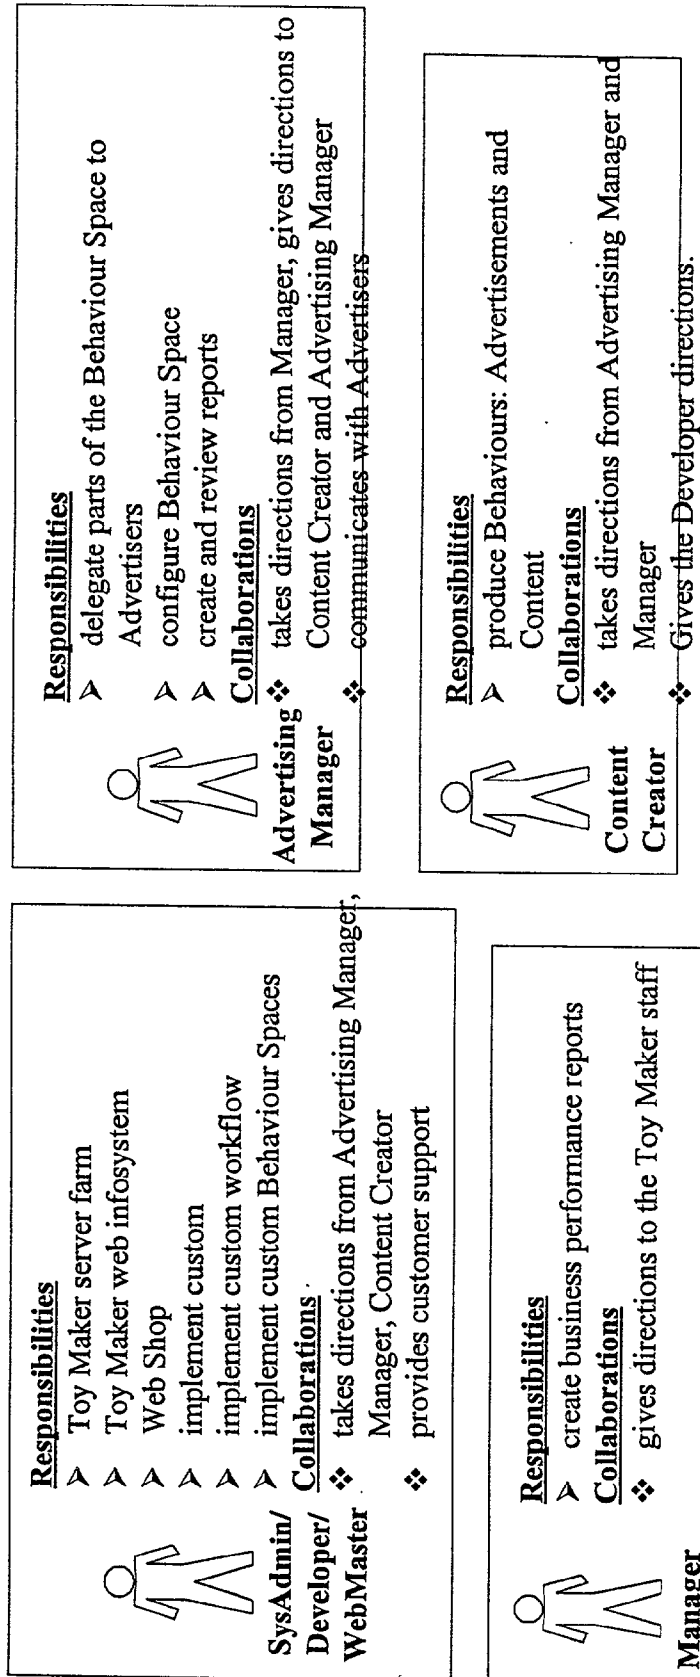 SysAdmin/
Developer/
WebMaster
Responsibilities
➢ Toy Maker server farm
➢ Toy Maker web infosystem
➢ Web Shop
➢ implement custom
➢ implement custom workflow
➢ implement custom Behaviour Spaces
Collaborations
❖ takes directions from Advertising Manager,
Manager, Content Creator
❖ provides customer support
Advertising
Manager
Responsibilities
➢ delegate parts of the Behaviour Space to
Advertisers
➢ configure Behaviour Space
➢ create and review reports
Collaborations
❖ takes directions from Manager, gives directions to
Content Creator and Advertising Manager
❖ communicates with Advertisers
Manager
Responsibilities
➢ create business performance reports
Collaborations
❖ gives directions to the Toy Maker staff
Content
Creator
Responsibilities
➢ produce Behaviours: Advertisements and
Content
Collaborations
❖ takes directions from Advertising Manager and
Manager
❖ Gives the Developer directions.